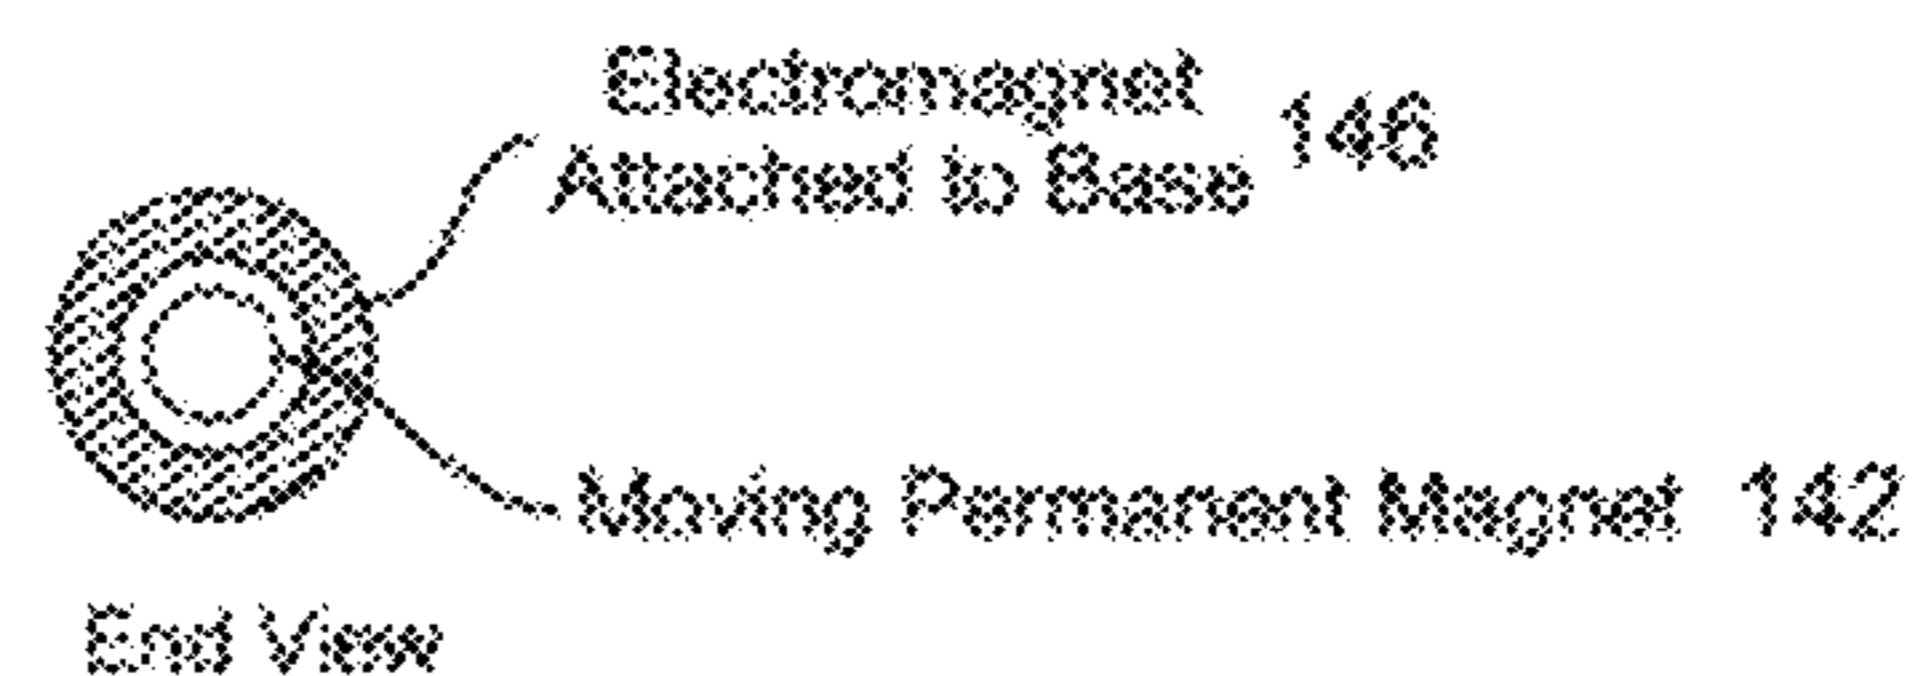 Electromagnet
Attached to Base 146
Moving Permanent Magnet 142
End View